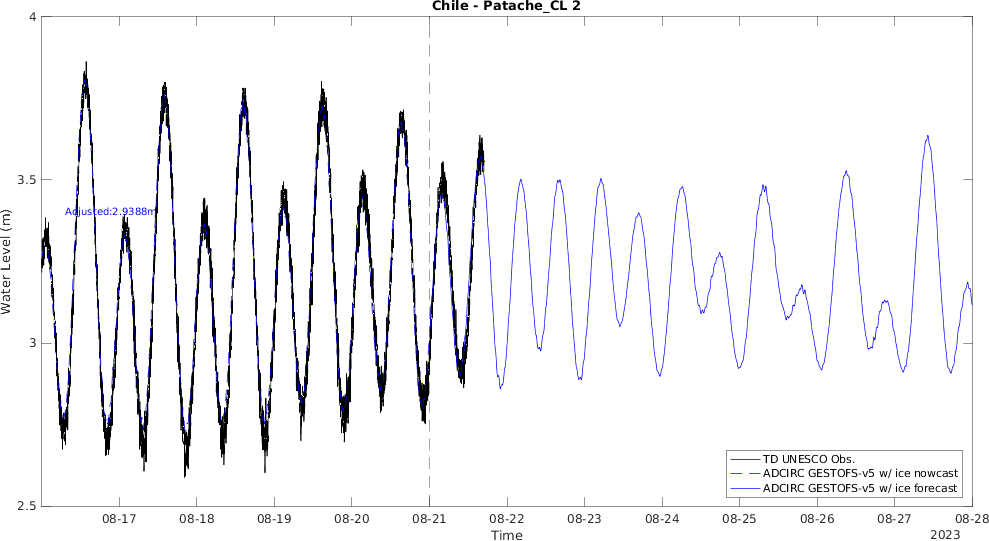 Chile - Patache_CL 2
4
3.5
3
2.5
Water Level (m)
Adjusted:2.9388m
TD UNESCO Obs.
ADCIRC GESTOFS-v5 w/ ice nowcast
ADCIRC GESTOFS-v5 w/ ice forecast
08-17 08-18 08-19 08-20 08-21 08-22 08-23 08-24 08-25 08-26 08-27 08-28
Time
2023